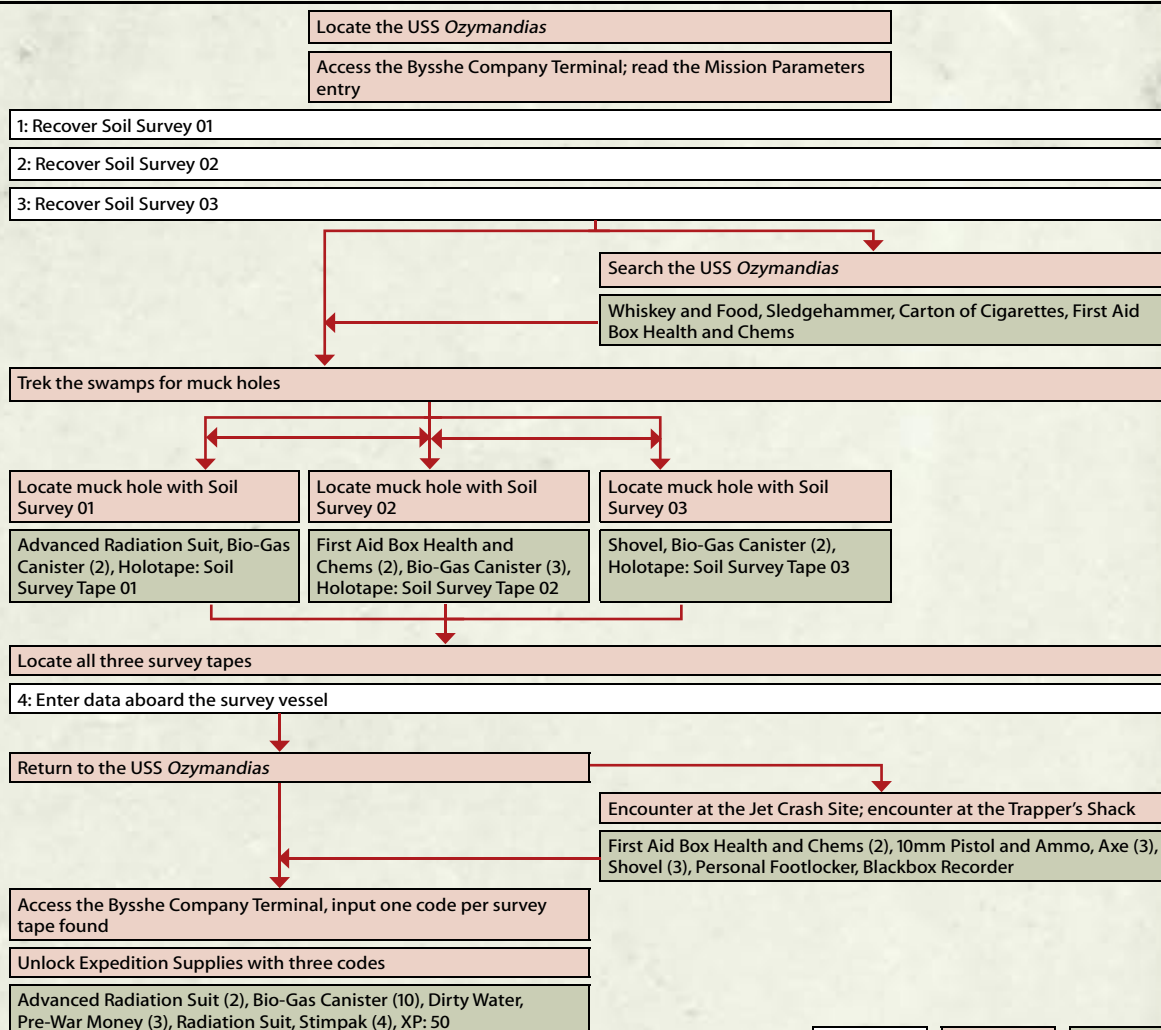 Locate the USS Ozymandias
Access the Bysshe Company Terminal; read the Mission Parameters
entry
1: Recover Soil Survey 01
2: Recover Soil Survey 02
3: Recover Soil Survey 03
Search the USS Ozymandias
Whiskey and Food, Sledgehammer, Carton of Cigarettes, First Aid
Box Health and Chems
Trek the swamps for muck holes
Locate muck hole with Soil
Survey 01
Advanced Radiation Suit, Bio-Gas
Canister (2), Holotape: Soil
Survey Tape 01
Locate muck hole with Soil
Survey 02
First Aid Box Health and
Chems (2), Bio-Gas Canister (3),
Holotape: Soil Survey Tape 02
Locate muck hole with Soil
Survey 03
Shovel, Bio-Gas Canister (2),
Holotape: Soil Survey Tape 03
Locate all three survey tapes
4: Enter data aboard the survey vessel
Return to the USS Ozymandias
Encounter at the Jet Crash Site; encounter at the Trapper's Shack
First Aid Box Health and Chems (2), 10mm Pistol and Ammo, Axe (3),
Shovel (3), Personal Footlocker, Blackbox Recorder
Access the Bysshe Company Terminal, input one code per survey
tape found
Unlock Expedition Supplies with three codes
Advanced Radiation Suit (2), Bio-Gas Canister (10), Dirty Water,
Pre-War Money (3), Radiation Suit, Stimpak (4), XP: 50